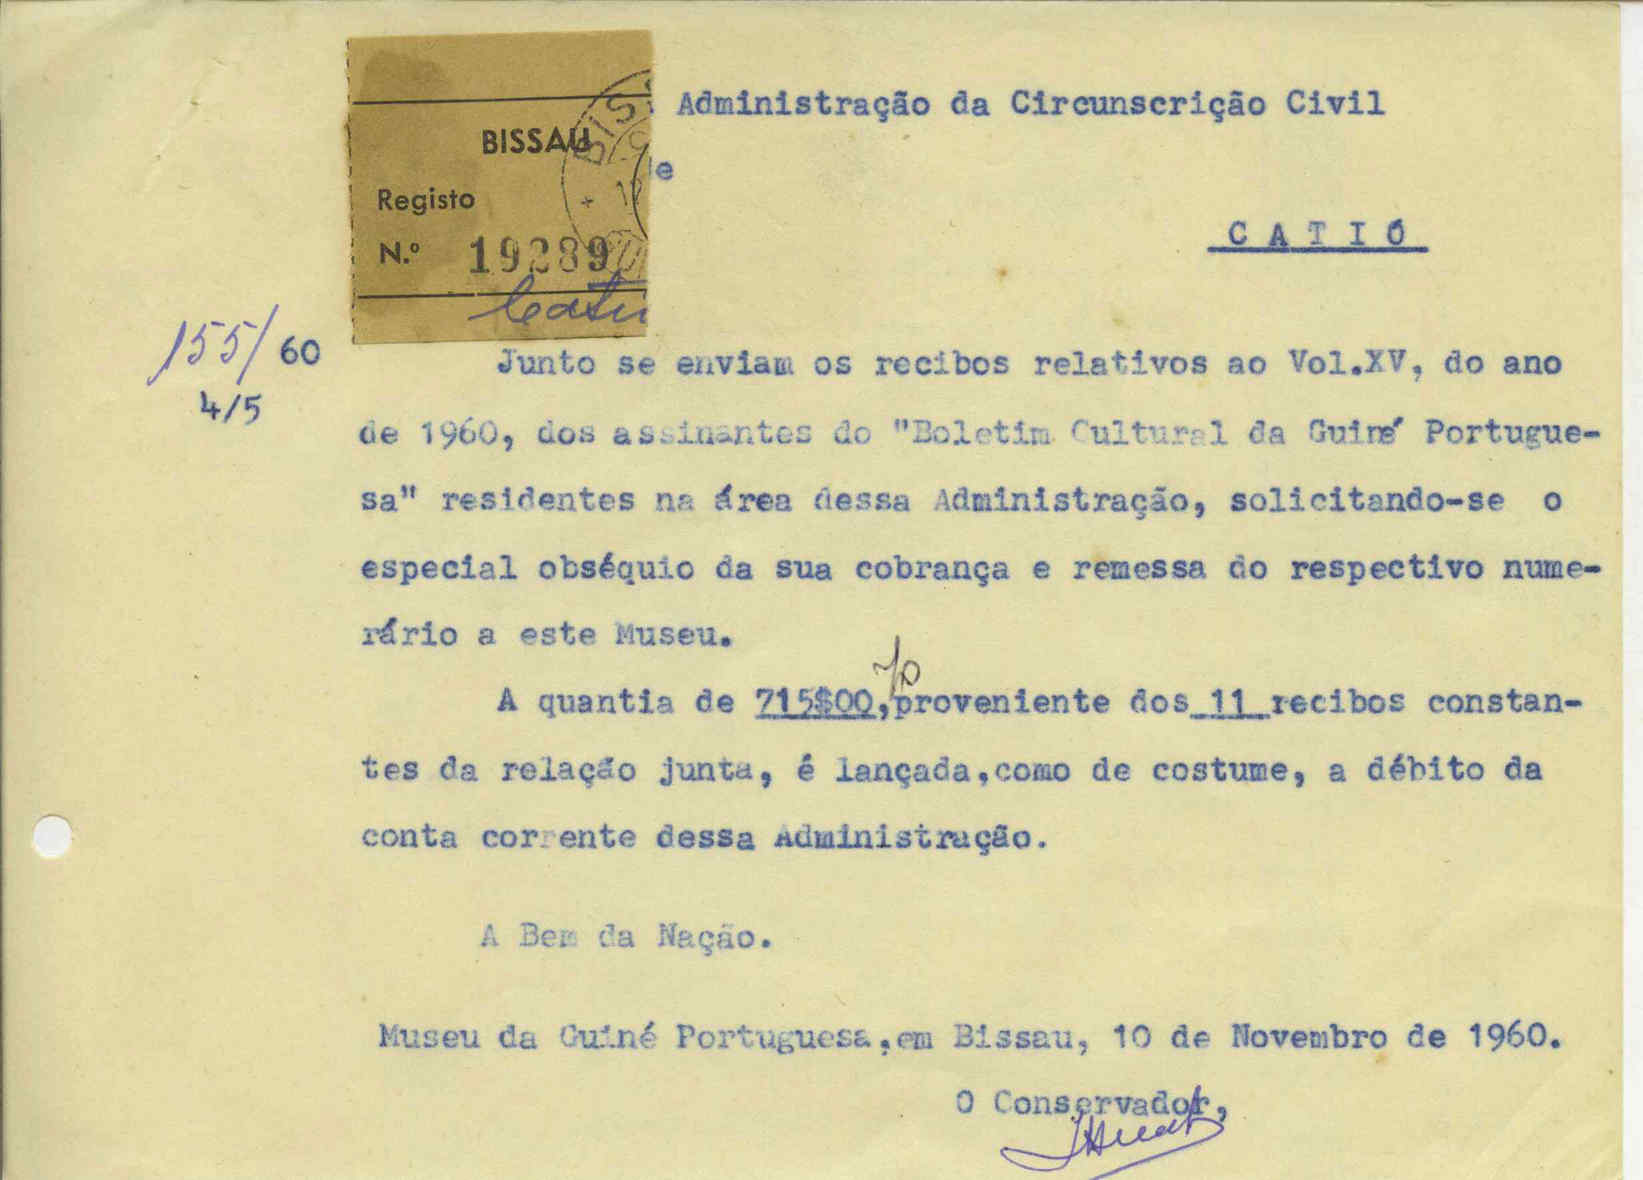 BISSAU
Registo
N.º 19289
BIS
Administração da Circunscrição Civil
e
C A T I Ó
155/60
4/5
Junto se enviam os recibos relativos ao Vol.XV, do ano
de 1960, dos assinantes do "Boletim Cultural da Guiné Portugue-
sa" residentes na área dessa Administração, solicitando-se o
especial obséquio da sua cobrança e remessa do respectivo nume-
rário a este Museu.
A quantia de 715$00, proveniente dos 11 recibos constan-
tes da relação junta, é lançada,como de costume, a débito da
conta corrente dessa Administração.
A Bem da Nação.
Museu da Guiné Portuguesa,em Bissau, 10 de Novembro de 1960.
O Conservador,